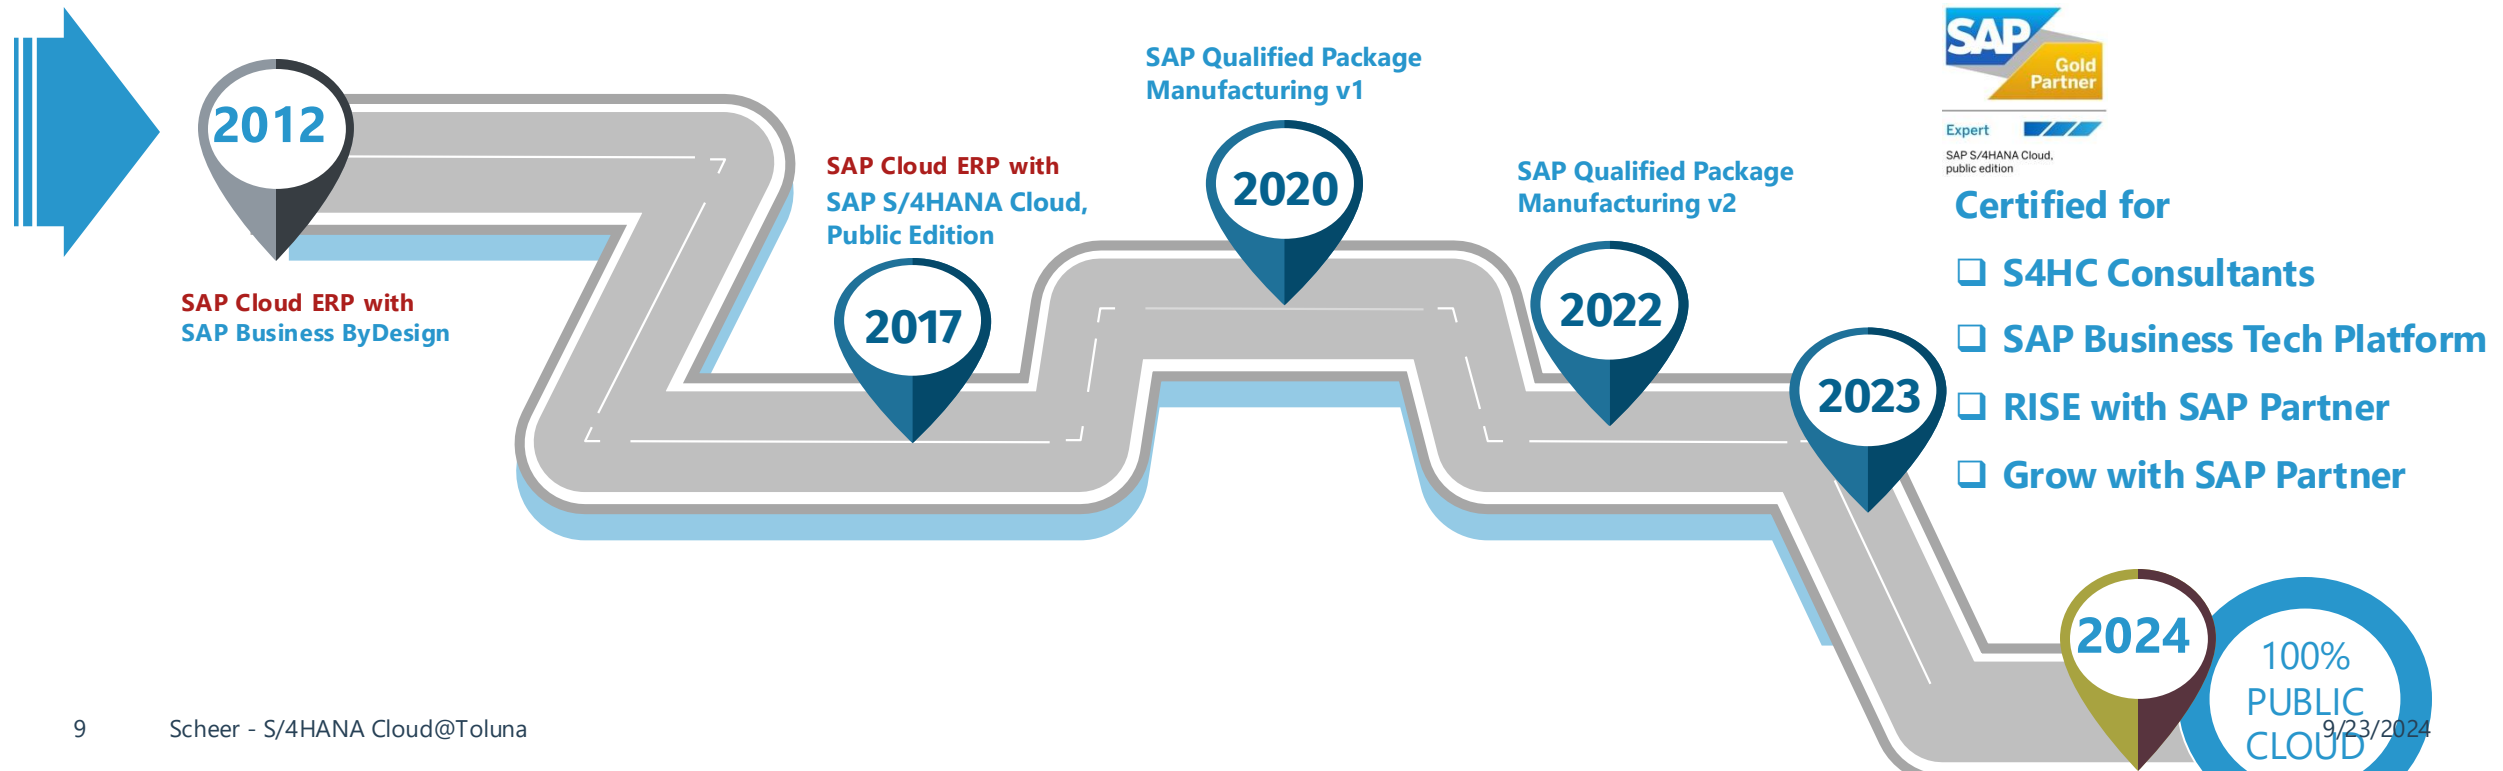 2012
SAP Cloud ERP with
SAP Business ByDesign
SAP Cloud ERP with
SAP S/4HANA Cloud,
Public Edition
2017
SAP Qualified Package
Manufacturing v1
2020
SAP Qualified Package
Manufacturing v2
2022
2023
SAP
Gold
Partner
Expert
SAP S/4HANA Cloud,
public edition
Certified for
S4HC Consultants
SAP Business Tech Platform
RISE with SAP Partner
Grow with SAP Partner
2024
100%
PUBLIC
CLOUD
9
Scheer - S/4HANA Cloud@Toluna
9/23/2024